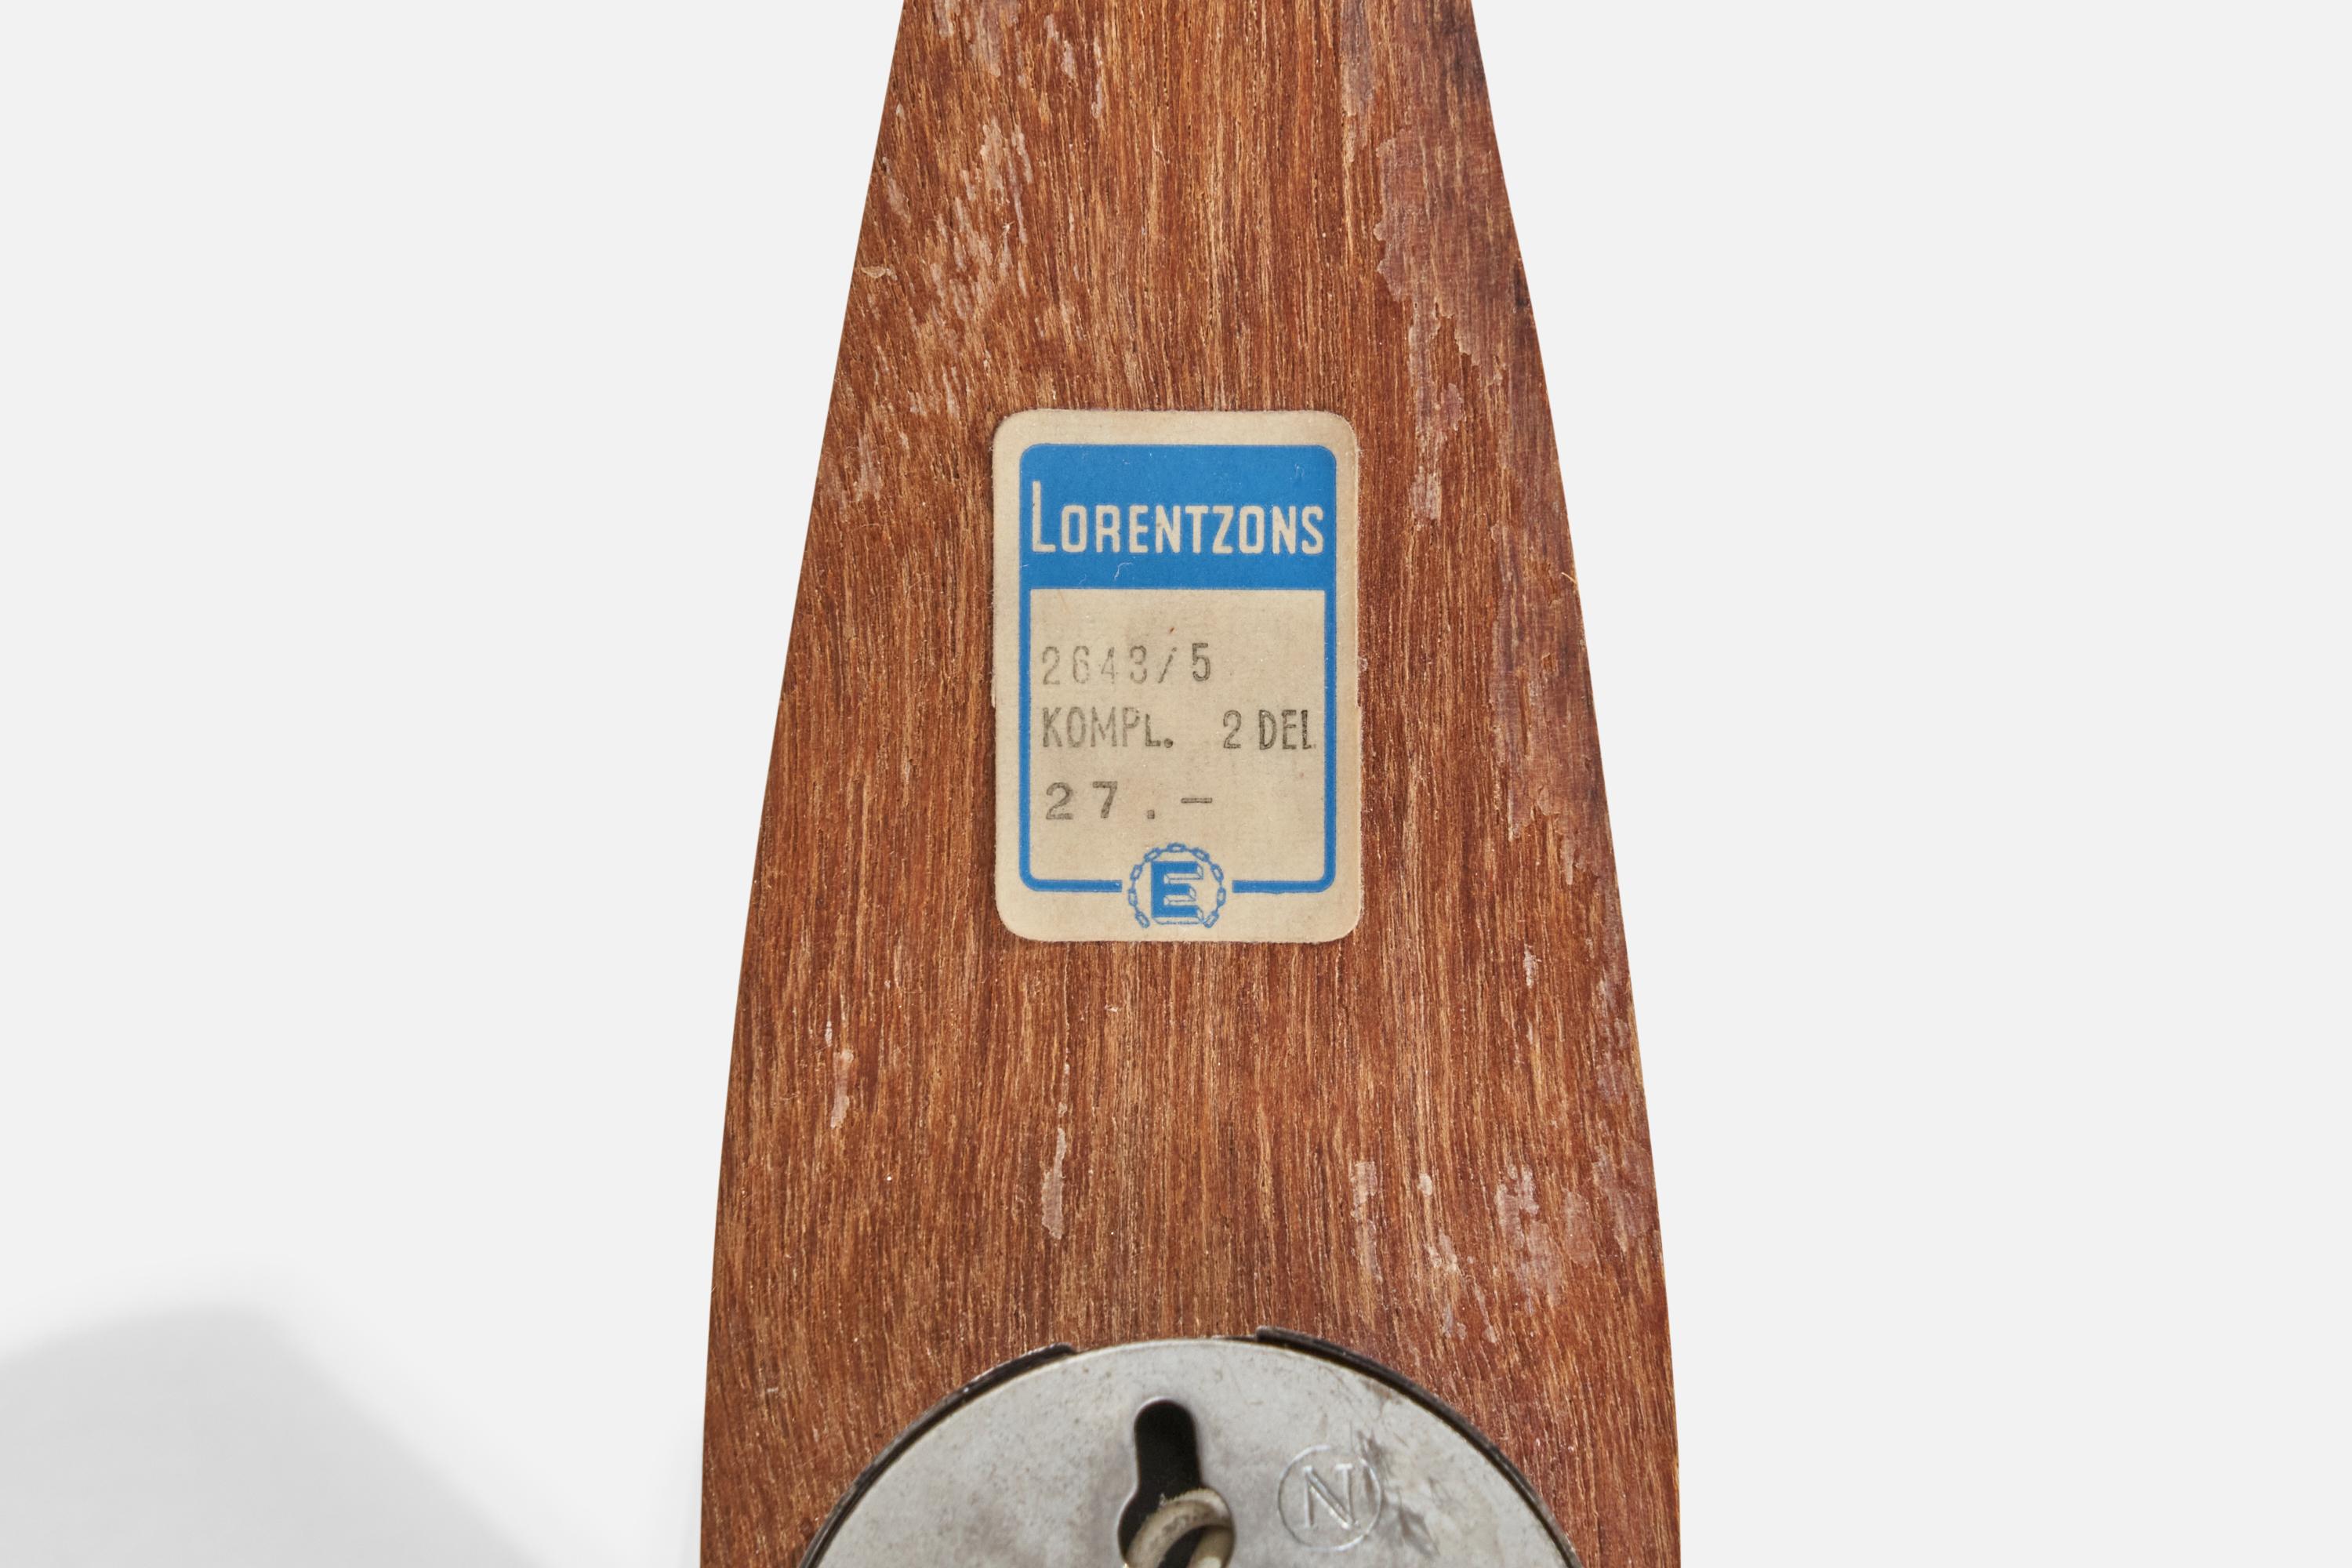 LORENTZONS
2643/5
KOMPL. 2 DEL
27.-
E
N